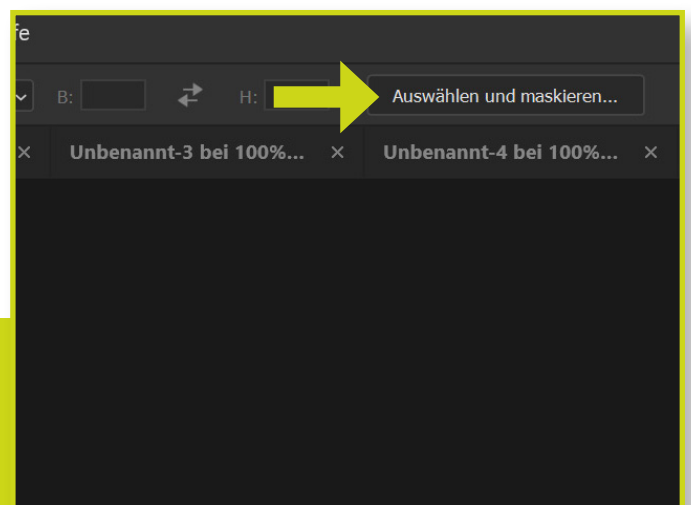 fe
B: H: Auswählen und maskieren...
× Unbenannt-3 bei 100%... × Unbenannt-4 bei 100%... ×